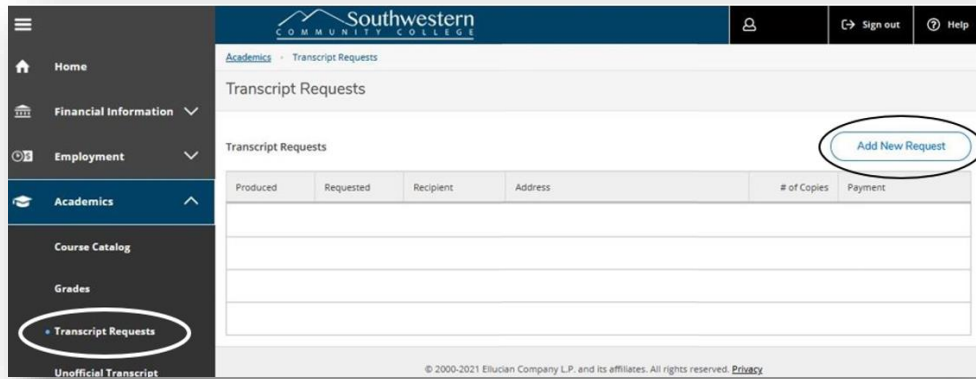 Southwestern
COMMUNITY COLLEGE
Sign out
Help
Home
Financial Information
Employment
Academics
Course Catalog
Grades
Transcript Requests
Unofficial Transcript
Academics · Transcript Requests
Transcript Requests
Transcript Requests
Add New Request
Produced Requested Recipient Address # of Copies Payment
© 2000-2021 Ellucian Company L.P. and its affiliates. All rights reserved. Privacy